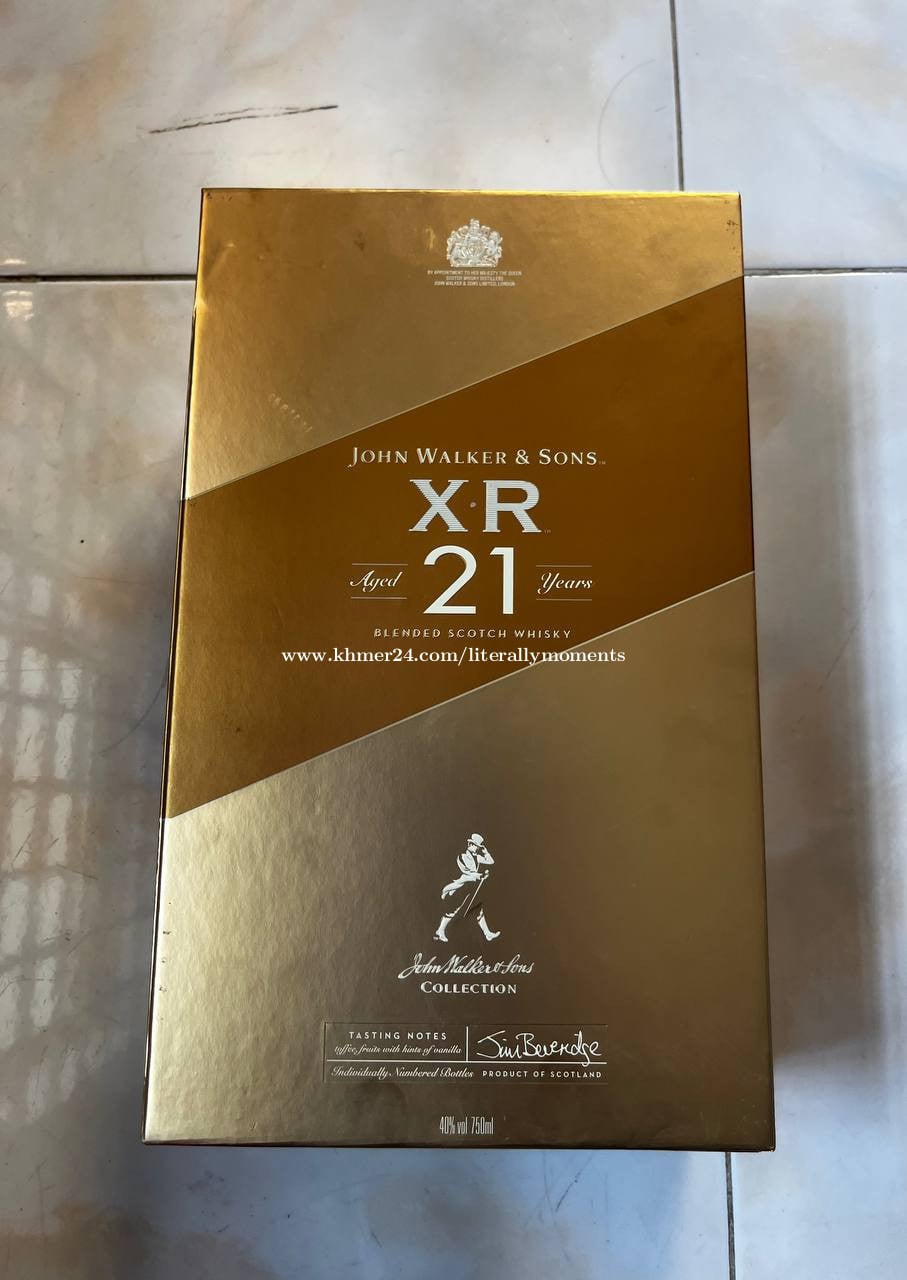 BY APPOINTMENT TO HER MAJESTY THE QUEEN
SCOTCH WHISKY DISTILLERS
JOHN WALKER & SONS LIMITED, LONDON
JOHN WALKER & SONS™
X·R™
Aged 21 Years
BLENDED SCOTCH WHISKY
www.khmer24.com/literallymoments
John Walker & Sons
COLLECTION
TASTING NOTES
toffee, fruits with hints of vanilla
Jim Beveridge
Individually Numbered Bottles PRODUCT OF SCOTLAND
40% vol 750ml